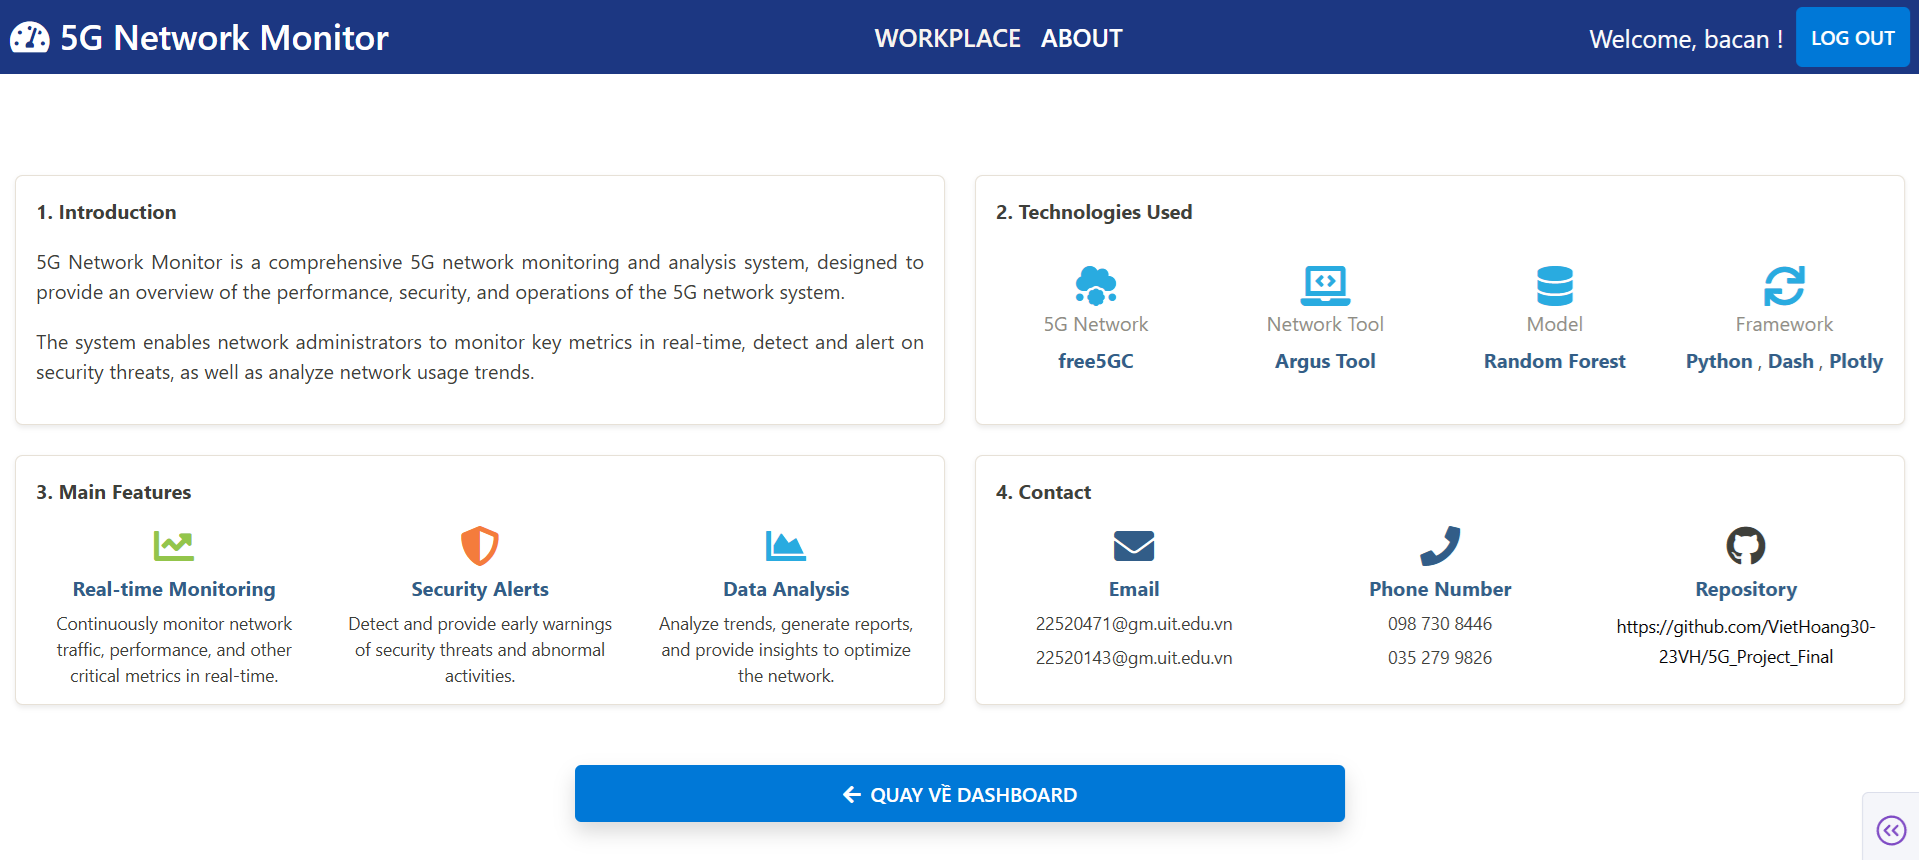 5G Network Monitor
WORKPLACE ABOUT
Welcome, bacan !
LOG OUT
1. Introduction
5G Network Monitor is a comprehensive 5G network monitoring and analysis system, designed to
provide an overview of the performance, security, and operations of the 5G network system.
The system enables network administrators to monitor key metrics in real-time, detect and alert on
security threats, as well as analyze network usage trends.
2. Technologies Used
5G Network
free5GC
Network Tool
Argus Tool
Model
Random Forest
Framework
Python , Dash , Plotly
3. Main Features
Real-time Monitoring
Continuously monitor network
traffic, performance, and other
critical metrics in real-time.
Security Alerts
Detect and provide early warnings
of security threats and abnormal
activities.
Data Analysis
Analyze trends, generate reports,
and provide insights to optimize
the network.
4. Contact
Email
22520471@gm.uit.edu.vn
22520143@gm.uit.edu.vn
Phone Number
098 730 8446
035 279 9826
Repository
https://github.com/VietHoang30-
23VH/5G_Project_Final
QUAY VỀ DASHBOARD